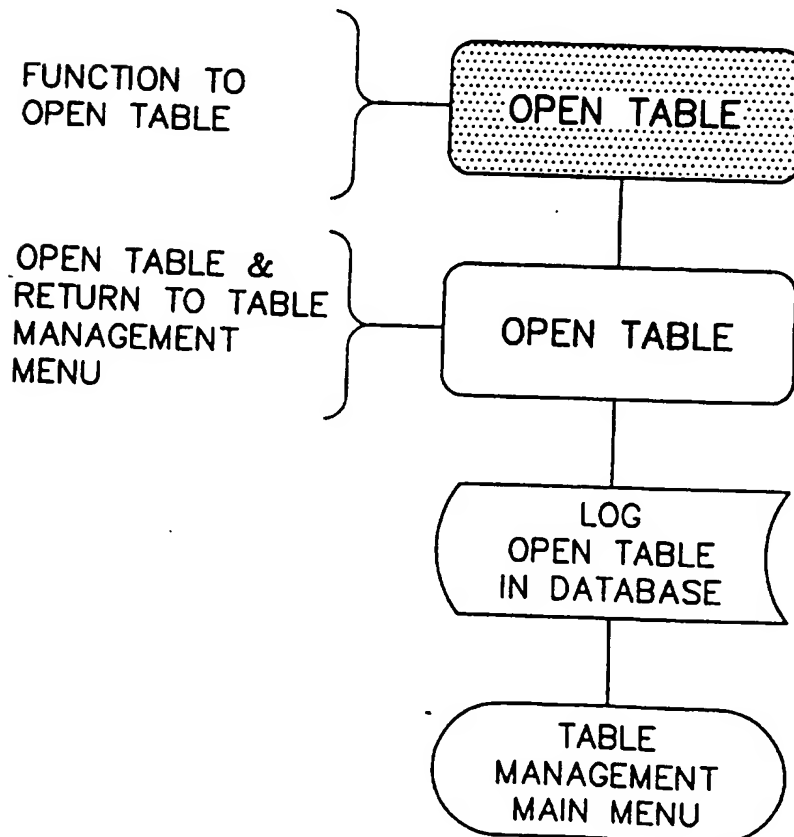 FUNCTION TO
OPEN TABLE
OPEN TABLE
OPEN TABLE &
RETURN TO TABLE
MANAGEMENT
MENU
OPEN TABLE
LOG
OPEN TABLE
IN DATABASE
TABLE
MANAGEMENT
MAIN MENU